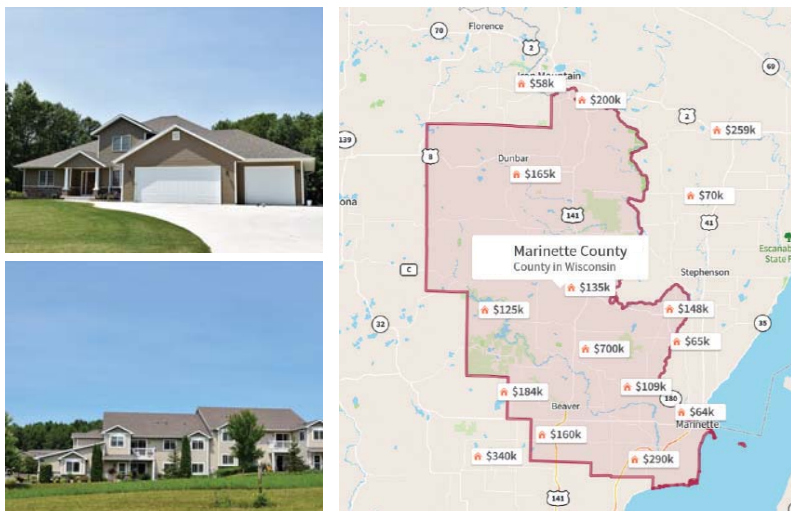 70
Florence
2
69
Iron Mountain
$58k
$200k
2
139
8
$259k
Dunbar
$165k
$70k
141
41
ona
Marinette County
County in Wisconsin
Escanaba
State P
C
Stephenson
$135k
$125k
$148k
32
35
$65k
$700k
$184k
$109k
180
Beaver
$64k
Marinette
$160k
$340k
$290k
141